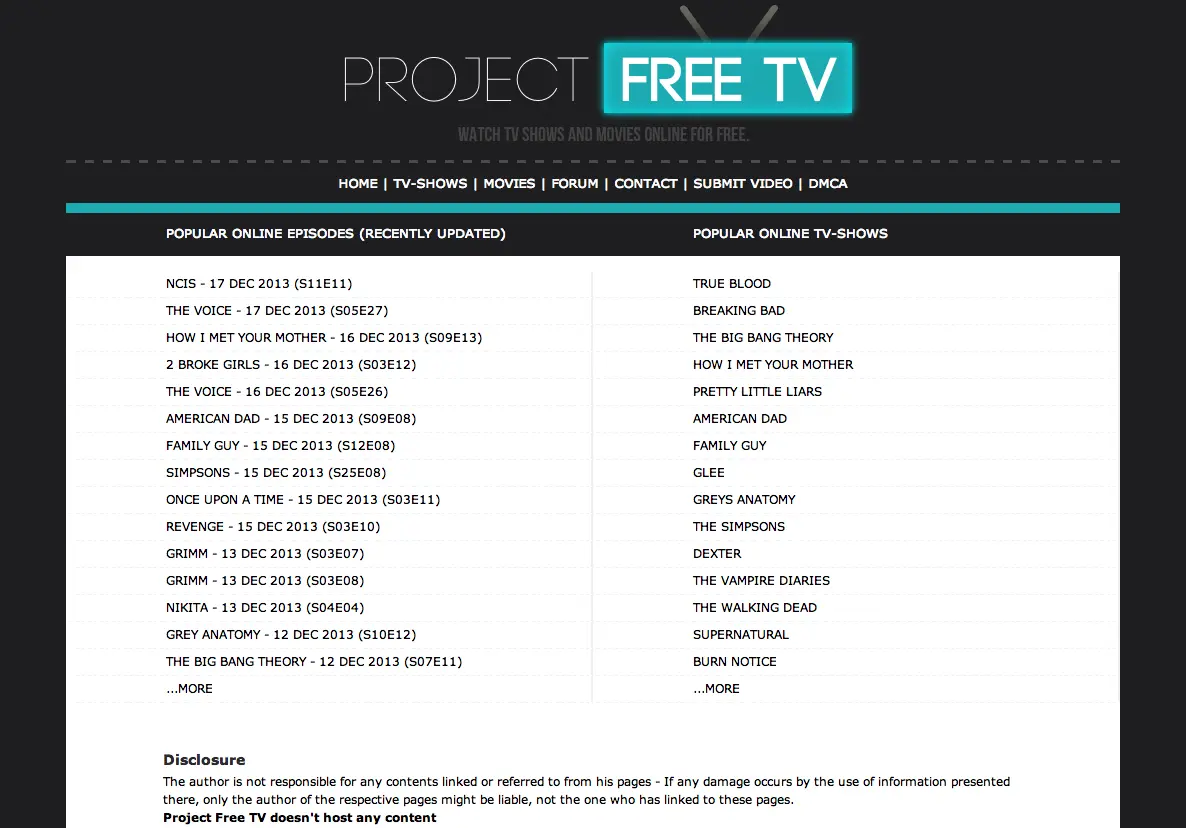 PROJECT FREE TV
WATCH TV SHOWS AND MOVIES ONLINE FOR FREE.
HOME | TV-SHOWS | MOVIES | FORUM | CONTACT | SUBMIT VIDEO | DMCA
POPULAR ONLINE EPISODES (RECENTLY UPDATED)
NCIS - 17 DEC 2013 (S11E11)
THE VOICE - 17 DEC 2013 (S05E27)
HOW I MET YOUR MOTHER - 16 DEC 2013 (S09E13)
2 BROKE GIRLS - 16 DEC 2013 (S03E12)
THE VOICE - 16 DEC 2013 (S05E26)
AMERICAN DAD - 15 DEC 2013 (S09E08)
FAMILY GUY - 15 DEC 2013 (S12E08)
SIMPSONS - 15 DEC 2013 (S25E08)
ONCE UPON A TIME - 15 DEC 2013 (S03E11)
REVENGE - 15 DEC 2013 (S03E10)
GRIMM - 13 DEC 2013 (S03E07)
GRIMM - 13 DEC 2013 (S03E08)
NIKITA - 13 DEC 2013 (S04E04)
GREY ANATOMY - 12 DEC 2013 (S10E12)
THE BIG BANG THEORY - 12 DEC 2013 (S07E11)
...MORE
POPULAR ONLINE TV-SHOWS
TRUE BLOOD
BREAKING BAD
THE BIG BANG THEORY
HOW I MET YOUR MOTHER
PRETTY LITTLE LIARS
AMERICAN DAD
FAMILY GUY
GLEE
GREYS ANATOMY
THE SIMPSONS
DEXTER
THE VAMPIRE DIARIES
THE WALKING DEAD
SUPERNATURAL
BURN NOTICE
...MORE
Disclosure
The author is not responsible for any contents linked or referred to from his pages - If any damage occurs by the use of information presented
there, only the author of the respective pages might be liable, not the one who has linked to these pages.
Project Free TV doesn't host any content